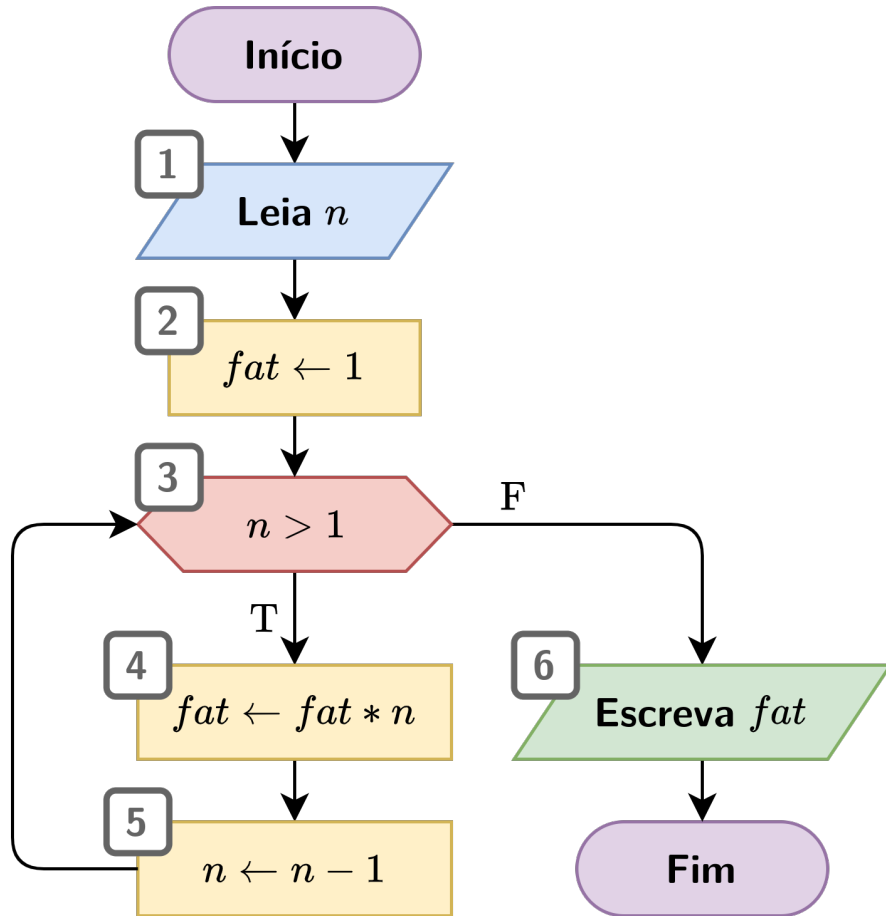 Início
1
Leia n
2
fat ← 1
3
n > 1
F
T
4
fat ← fat * n
5
n ← n − 1
6
Escreva fat
Fim